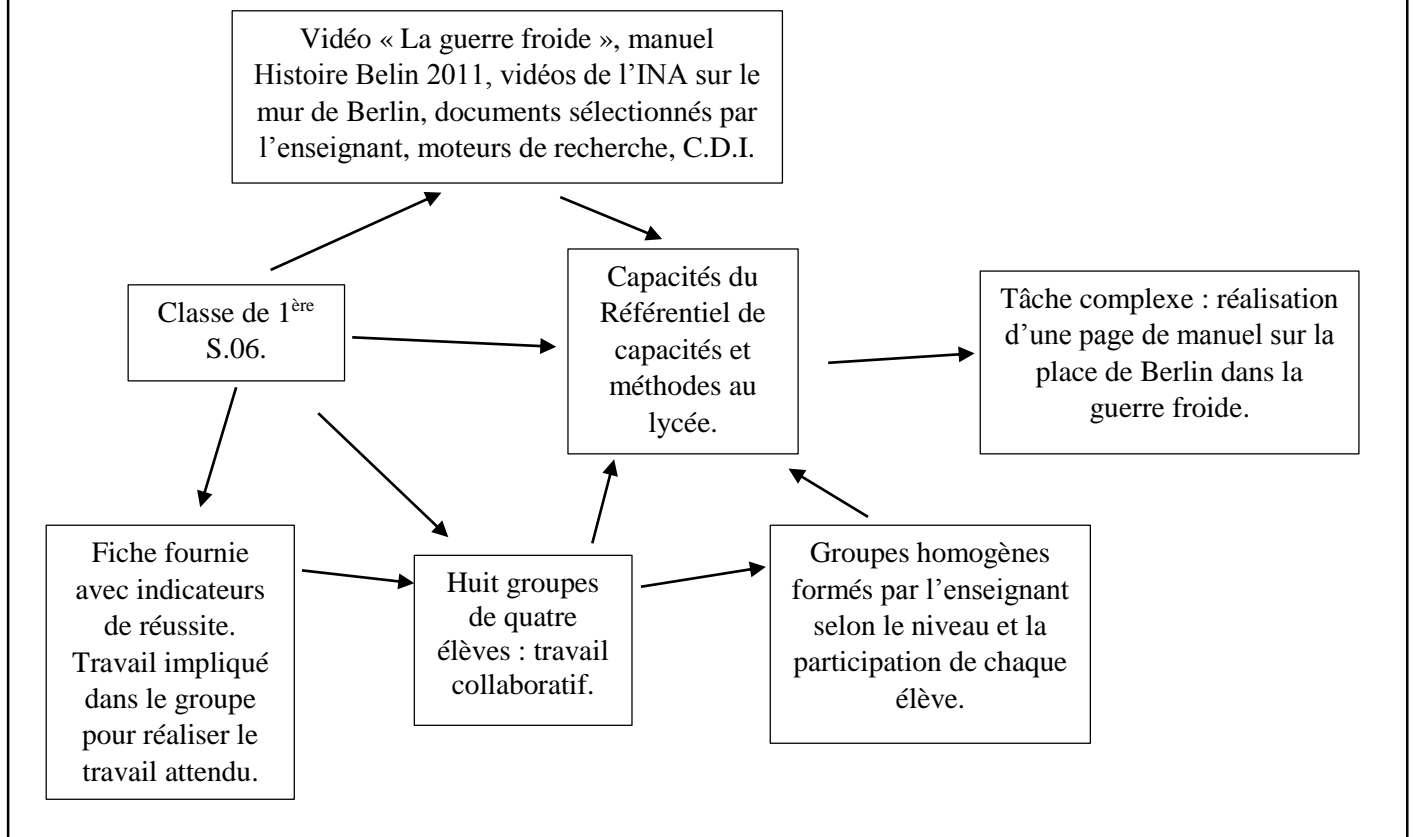 Vidéo « La guerre froide », manuel
Histoire Belin 2011, vidéos de l’INA sur le
mur de Berlin, documents sélectionnés par
l’enseignant, moteurs de recherche, C.D.I.
Classe de 1ère
S.06.
Capacités du
Référentiel de
capacités et
méthodes au
lycée.
Tâche complexe : réalisation
d’une page de manuel sur la
place de Berlin dans la
guerre froide.
Fiche fournie
avec indicateurs
de réussite.
Travail impliqué
dans le groupe
pour réaliser le
travail attendu.
Huit groupes
de quatre
élèves : travail
collaboratif.
Groupes homogènes
formés par l’enseignant
selon le niveau et la
participation de chaque
élève.